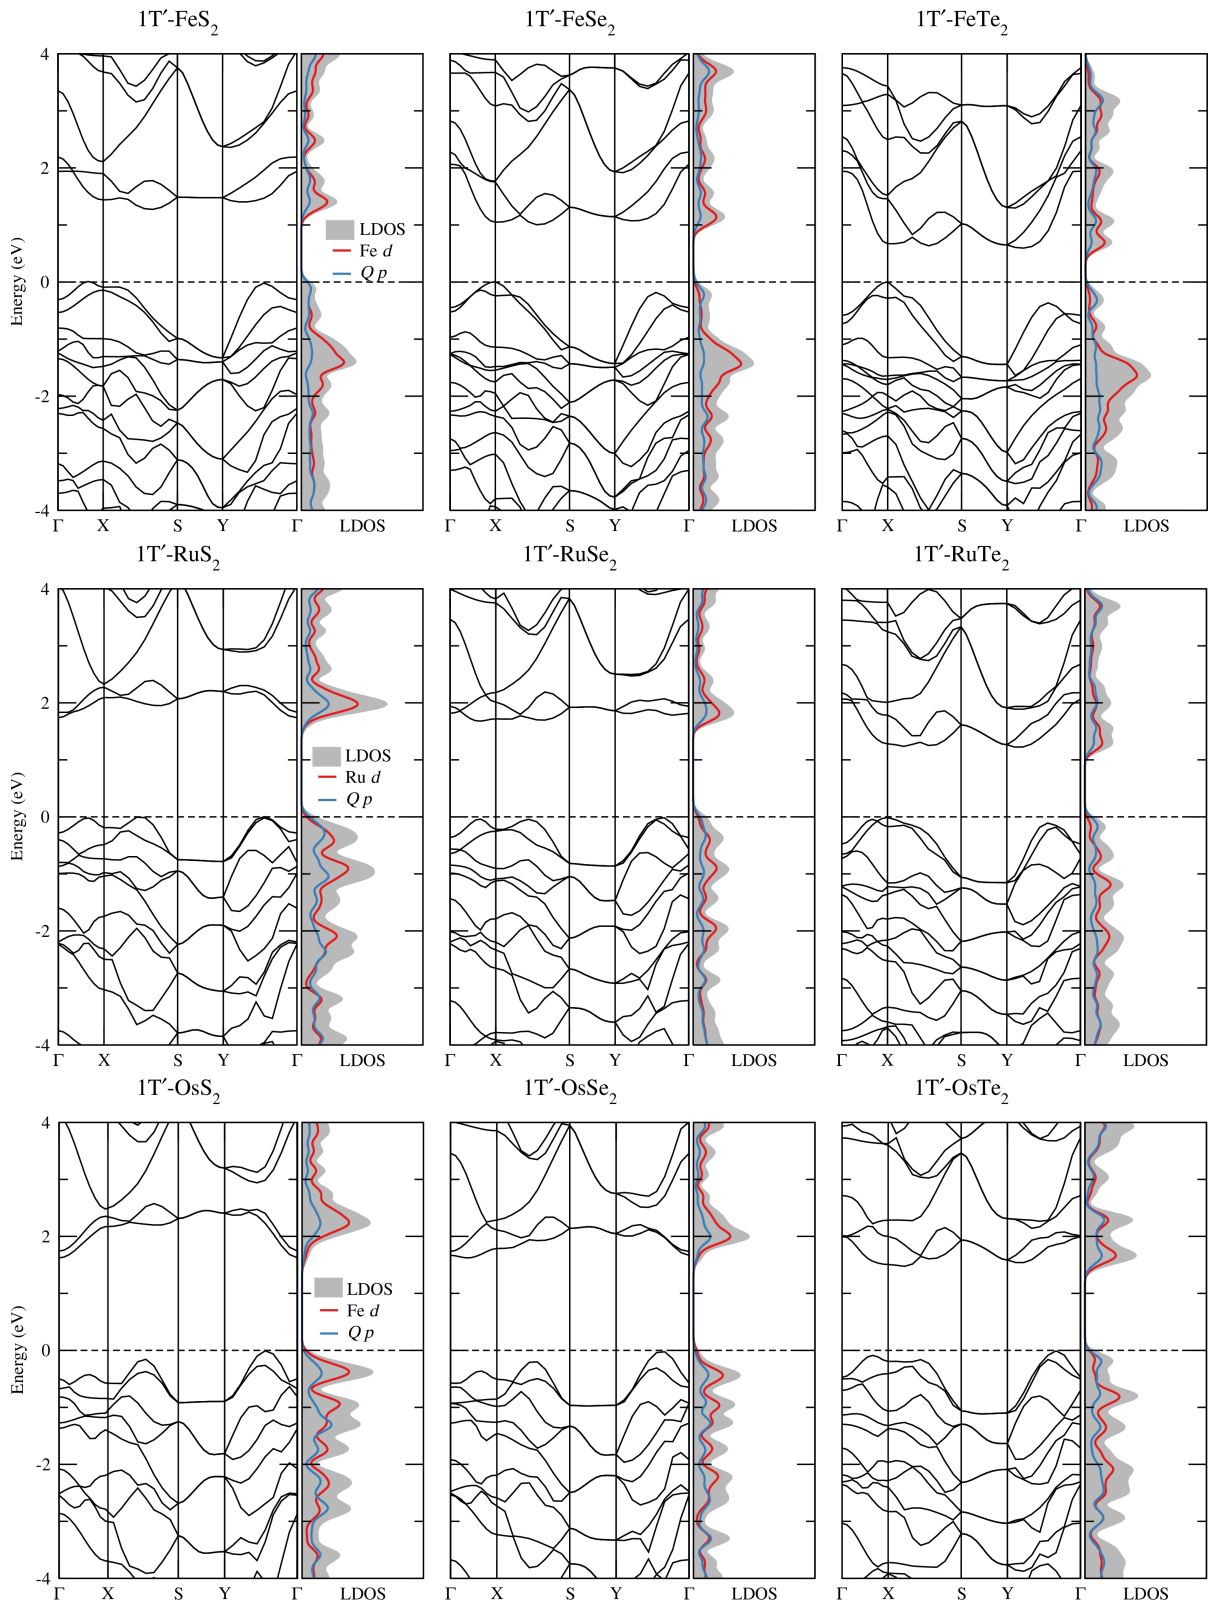 1T′-FeS2 1T′-FeSe2 1T′-FeTe2
4
2
0
-2
-4
Energy (eV)
LDOS
Fe d
Q p
Γ X S Y Γ LDOS Γ X S Y Γ LDOS Γ X S Y Γ LDOS
1T′-RuS2 1T′-RuSe2 1T′-RuTe2
4
2
0
-2
-4
Energy (eV)
LDOS
Ru d
Q p
Γ X S Y Γ LDOS Γ X S Y Γ LDOS Γ X S Y Γ LDOS
1T′-OsS2 1T′-OsSe2 1T′-OsTe2
4
2
0
-2
-4
Energy (eV)
LDOS
Fe d
Q p
Γ X S Y Γ LDOS Γ X S Y Γ LDOS Γ X S Y Γ LDOS